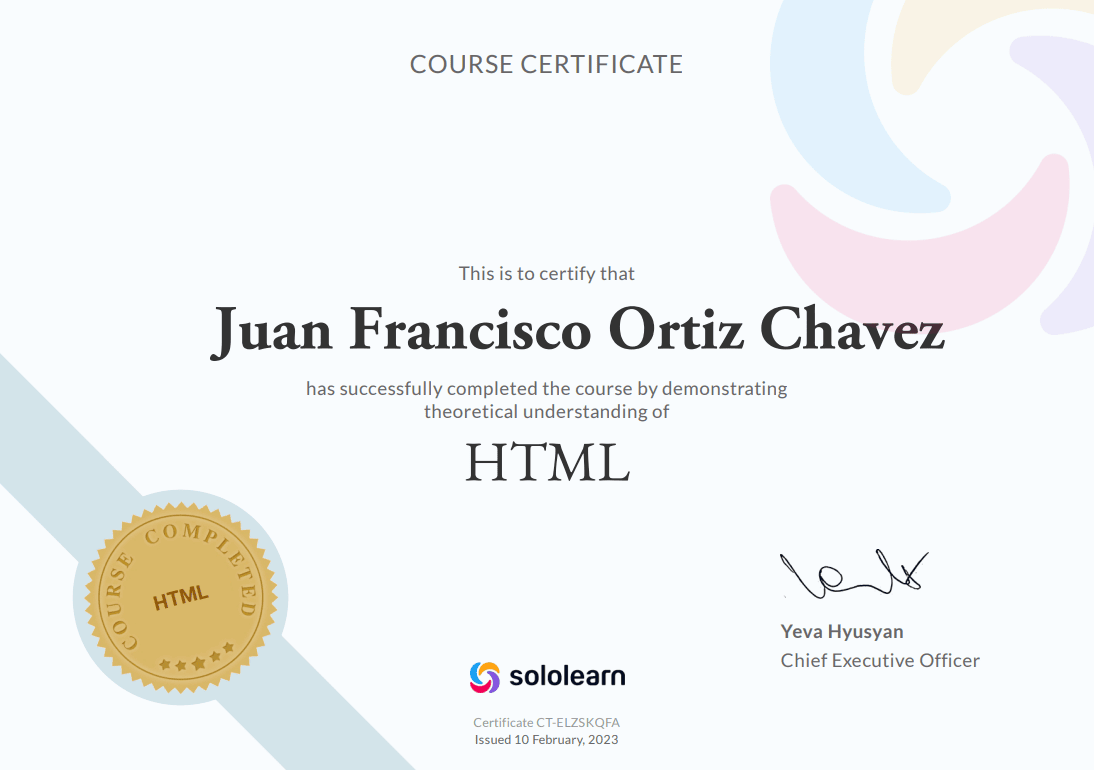 COURSE CERTIFICATE
This is to certify that
Juan Francisco Ortiz Chavez
has successfully completed the course by demonstrating
theoretical understanding of
HTML
COURSE COMPLETED
HTML
Yeva Hyusyan
Chief Executive Officer
sololearn
Certificate CT-ELZSKQFA
Issued 10 February, 2023